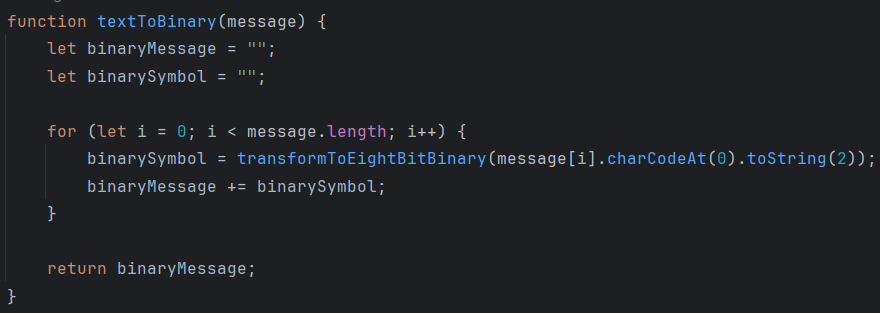 function textToBinary(message) {
    let binaryMessage = "";
    let binarySymbol = "";

    for (let i = 0; i < message.length; i++) {
        binarySymbol = transformToEightBitBinary(message[i].charCodeAt(0).toString(2));
        binaryMessage += binarySymbol;
    }

    return binaryMessage;
}